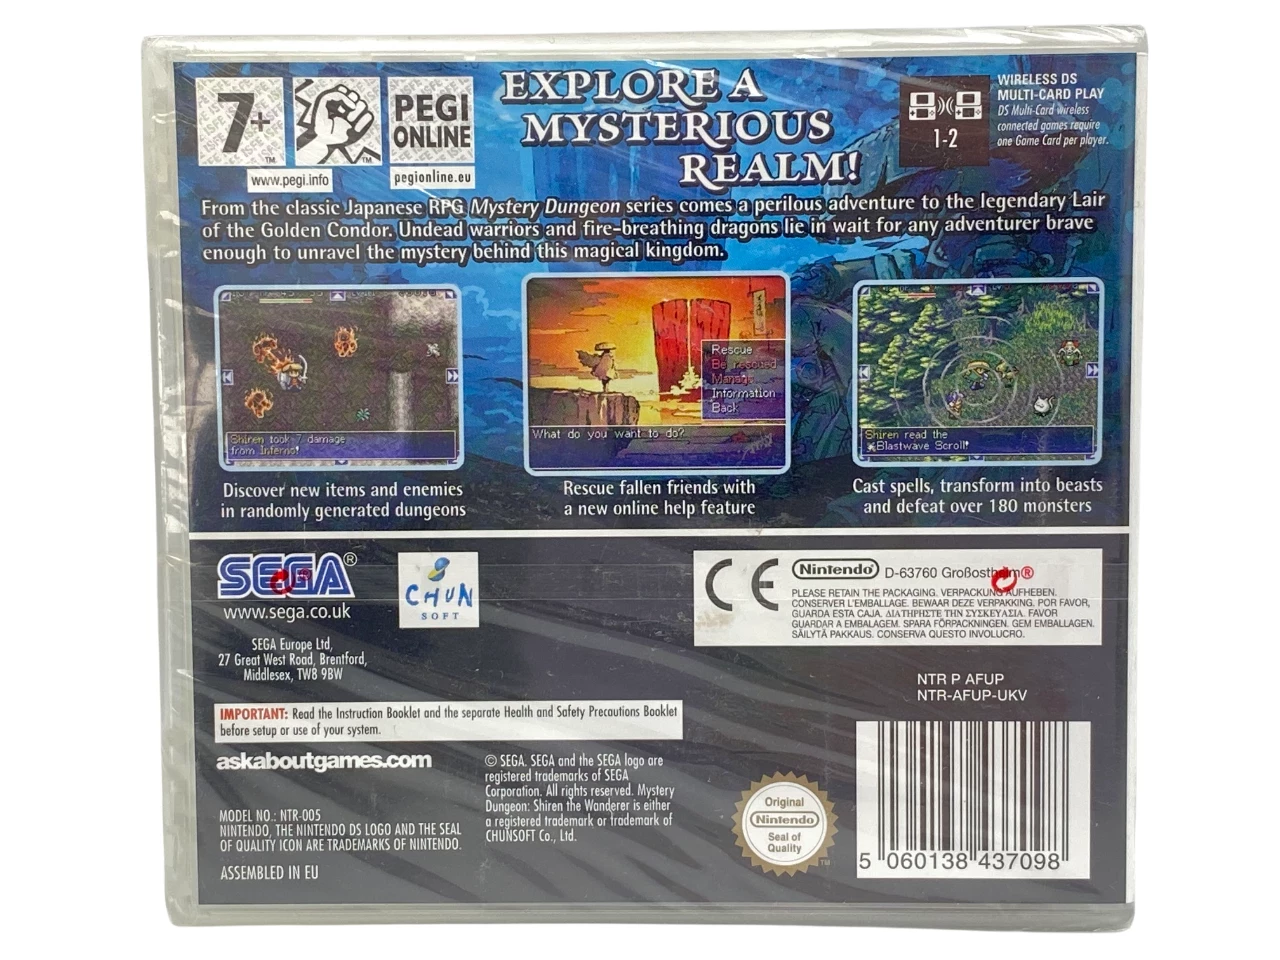 7+
TM
TM
PEGI
ONLINE
www.pegi.info
pegionline.eu
EXPLORE A
MYSTERIOUS
REALM!
1-2
WIRELESS DS
MULTI-CARD PLAY
DS Multi-Card wireless
connected games require
one Game Card per player.
From the classic Japanese RPG Mystery Dungeon series comes a perilous adventure to the legendary Lair
of the Golden Condor. Undead warriors and fire-breathing dragons lie in wait for any adventurer brave
enough to unravel the mystery behind this magical kingdom.
Shiren took 7 damage
from Inferno!
Rescue
Be rescued
Manage
Information
Back
What do you want to do?
Shiren read the
Blastwave Scroll!
Discover new items and enemies
in randomly generated dungeons
Rescue fallen friends with
a new online help feature
Cast spells, transform into beasts
and defeat over 180 monsters
SEGA®
www.sega.co.uk
CHUN
SOFT
SEGA Europe Ltd,
27 Great West Road, Brentford,
Middlesex, TW8 9BW
CE
Nintendo D-63760 Großostheim
PLEASE RETAIN THE PACKAGING. VERPACKUNG AUFHEBEN.
CONSERVER L'EMBALLAGE. BEWAAR DEZE VERPAKKING. POR FAVOR,
GUARDA ESTA CAJA. ΔΙΑΤΗΡΗΣΤΕ ΤΗΝ ΣΥΣΚΕΥΑΣΙΑ. FAVOR
GUARDAR A EMBALAGEM. SPARA FÖRPACKNINGEN. GEM EMBALLAGEN.
SÄILYTÄ PAKKAUS. CONSERVA QUESTO INVOLUCRO.
NTR P AFUP
NTR-AFUP-UKV
IMPORTANT: Read the Instruction Booklet and the separate Health and Safety Precautions Booklet
before setup or use of your system.
askaboutgames.com
MODEL NO.: NTR-005
NINTENDO, THE NINTENDO DS LOGO AND THE SEAL
OF QUALITY ICON ARE TRADEMARKS OF NINTENDO.
ASSEMBLED IN EU
© SEGA. SEGA and the SEGA logo are
registered trademarks of SEGA
Corporation. All rights reserved. Mystery
Dungeon: Shiren the Wanderer is either
a registered trademark or trademark of
CHUNSOFT Co., Ltd.
Original
Nintendo
Seal of
Quality
TM
5 060138 437098